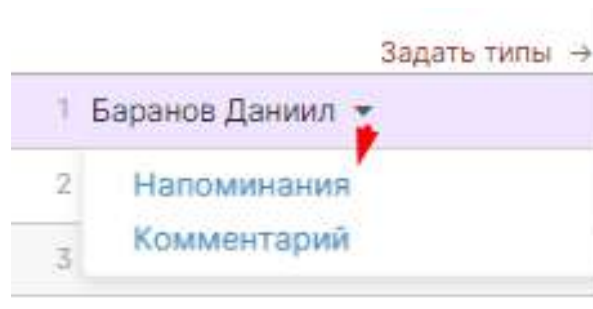 Задать типы →
1 Баранов Даниил
2 Напоминания
Комментарий
3